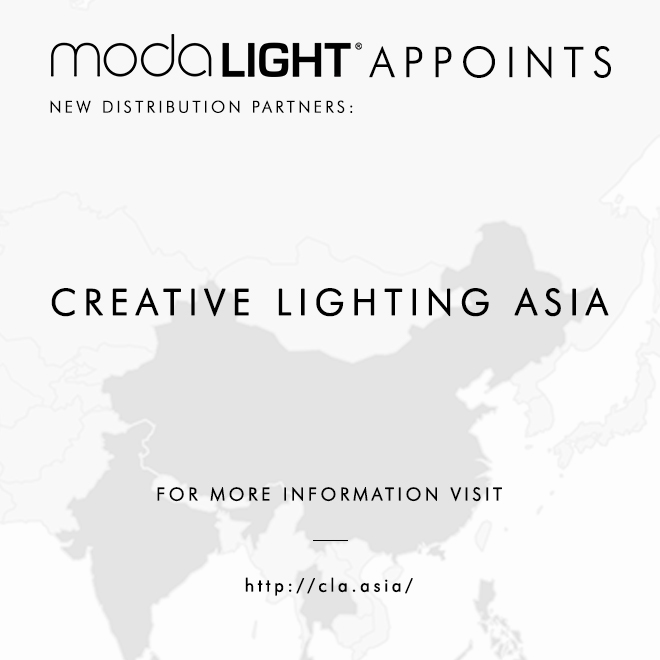 modaLIGHT® APPOINTS
NEW DISTRIBUTION PARTNERS:
CREATIVE LIGHTING ASIA
FOR MORE INFORMATION VISIT
http://cla.asia/